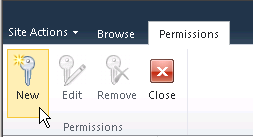 Site Actions Browse Permissions
New Edit Remove Close
Permissions